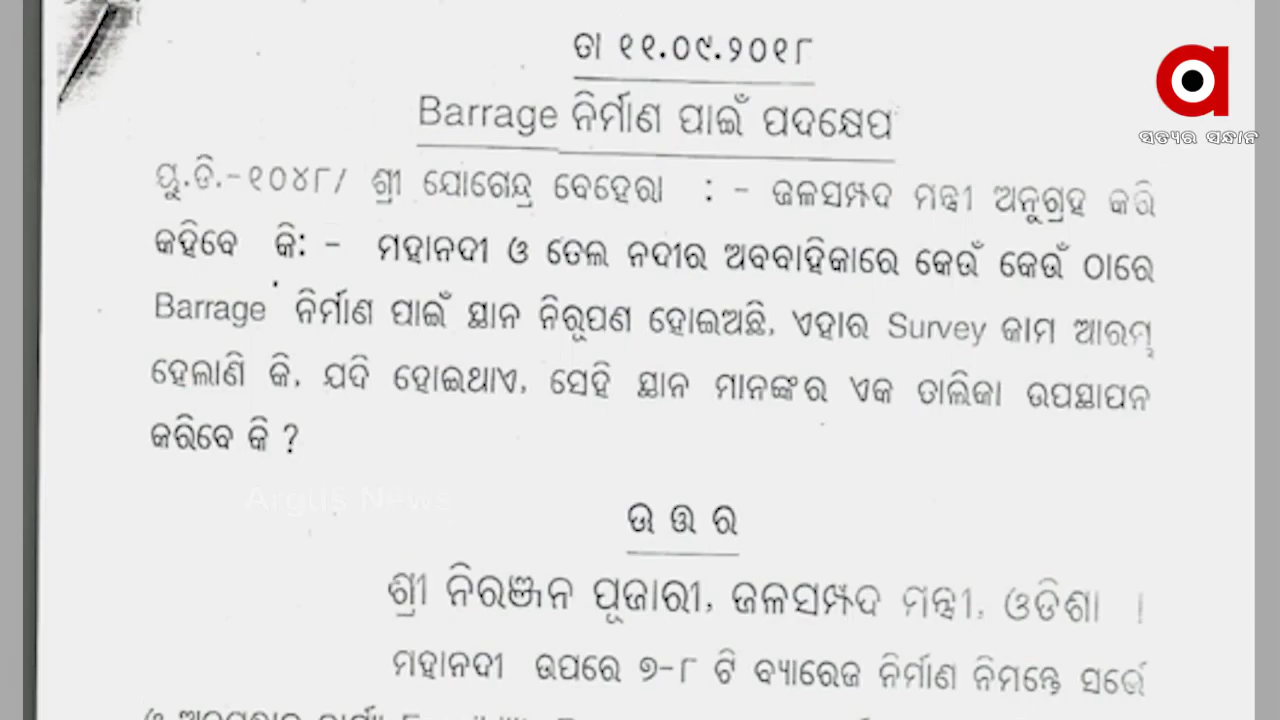 ତା ୧୧.୦୯.୨୦୧୮
Barrage ନିର୍ମାଣ ପାଇଁ ପଦକ୍ଷେପ
ୟୁ.ଡି.-୧୦୪୮/ ଶ୍ରୀ ଯୋଗେନ୍ଦ୍ର ବେହେରା : - ଜଳସମ୍ପଦ ମନ୍ତ୍ରୀ ଅନୁଗ୍ରହ କରି
କହିବେ କି: - ମହାନଦୀ ଓ ତେଲ ନଦୀର ଅବବାହିକାରେ କେଉଁ କେଉଁ ଠାରେ
Barrage ନିର୍ମାଣ ପାଇଁ ସ୍ଥାନ ନିରୂପଣ ହୋଇଅଛି, ଏହାର Survey କାମ ଆରମ୍ଭ
ହେଲାଣି କି, ଯଦି ହୋଇଥାଏ, ସେହି ସ୍ଥାନ ମାନଙ୍କର ଏକ ତାଲିକା ଉପସ୍ଥାପନ
କରିବେ କି ?
ଉ ତ୍ତ ର
ଶ୍ରୀ ନିରଞ୍ଜନ ପୂଜାରୀ, ଜଳସମ୍ପଦ ମନ୍ତ୍ରୀ, ଓଡିଶା ।
ମହାନଦୀ ଉପରେ ୭-୮ ଟି ବ୍ୟାରେଜ ନିର୍ମାଣ ନିମନ୍ତେ ସର୍ଭେ
a
ସତ୍ୟର ସନ୍ଧାନ
Argus News